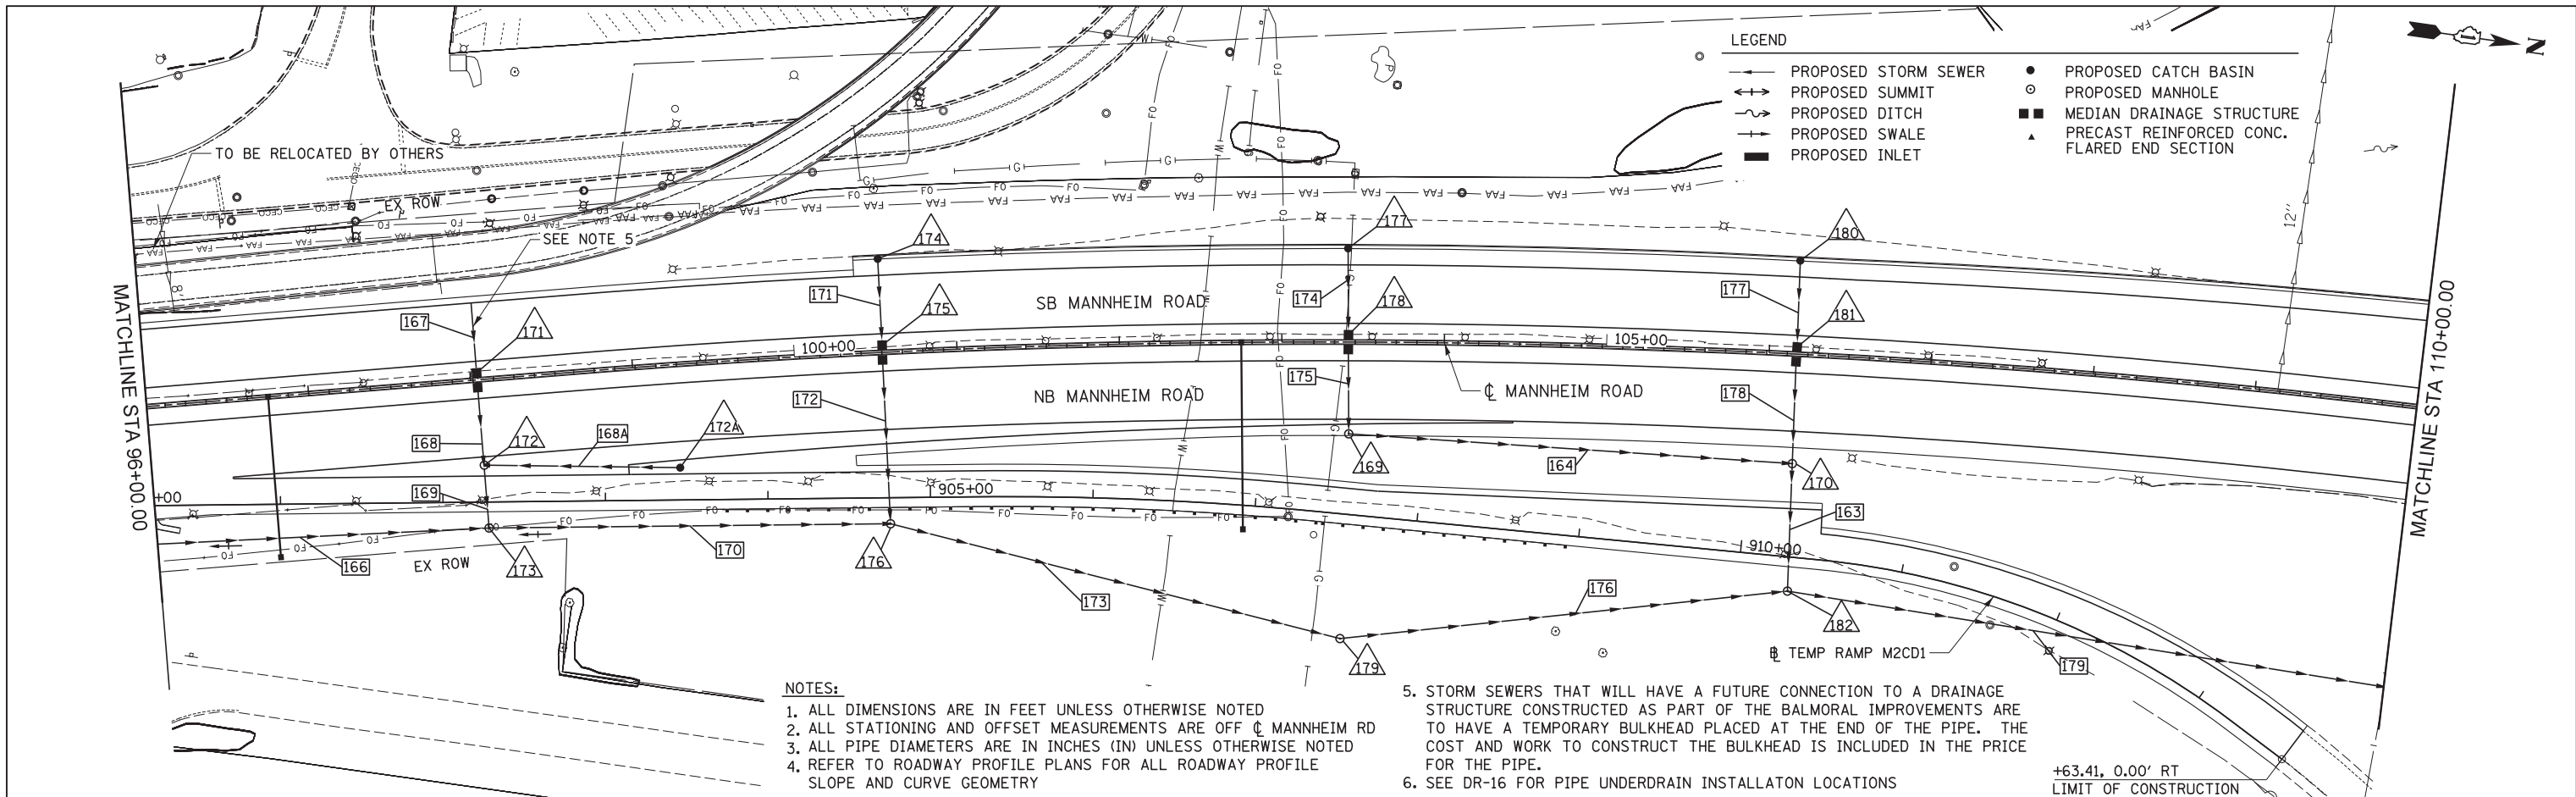 LEGEND
PROPOSED STORM SEWER
PROPOSED SUMMIT
PROPOSED DITCH
PROPOSED SWALE
PROPOSED INLET
PROPOSED CATCH BASIN
PROPOSED MANHOLE
MEDIAN DRAINAGE STRUCTURE
PRECAST REINFORCED CONC.
FLARED END SECTION
N
TO BE RELOCATED BY OTHERS
EX ROW
SEE NOTE 5
12"
MATCHLINE STA 96+00.00
MATCHLINE STA 110+00.00
174
177
180
171
175
174
178
177
181
167
171
SB MANNHEIM ROAD
100+00
105+00
172
175
NB MANNHEIM ROAD
℄ MANNHEIM ROAD
178
168
172
168A
172A
169
164
170
+00
169
905+00
163
166
EX ROW
173
170
176
173
179
176
910+00
182
℄ TEMP RAMP M2CD1
179
NOTES:
1. ALL DIMENSIONS ARE IN FEET UNLESS OTHERWISE NOTED
2. ALL STATIONING AND OFFSET MEASUREMENTS ARE OFF ℄ MANNHEIM RD
3. ALL PIPE DIAMETERS ARE IN INCHES (IN) UNLESS OTHERWISE NOTED
4. REFER TO ROADWAY PROFILE PLANS FOR ALL ROADWAY PROFILE
SLOPE AND CURVE GEOMETRY
5. STORM SEWERS THAT WILL HAVE A FUTURE CONNECTION TO A DRAINAGE
STRUCTURE CONSTRUCTED AS PART OF THE BALMORAL IMPROVEMENTS ARE
TO HAVE A TEMPORARY BULKHEAD PLACED AT THE END OF THE PIPE. THE
COST AND WORK TO CONSTRUCT THE BULKHEAD IS INCLUDED IN THE PRICE
FOR THE PIPE.
6. SEE DR-16 FOR PIPE UNDERDRAIN INSTALLATON LOCATIONS
+63.41, 0.00' RT
LIMIT OF CONSTRUCTION